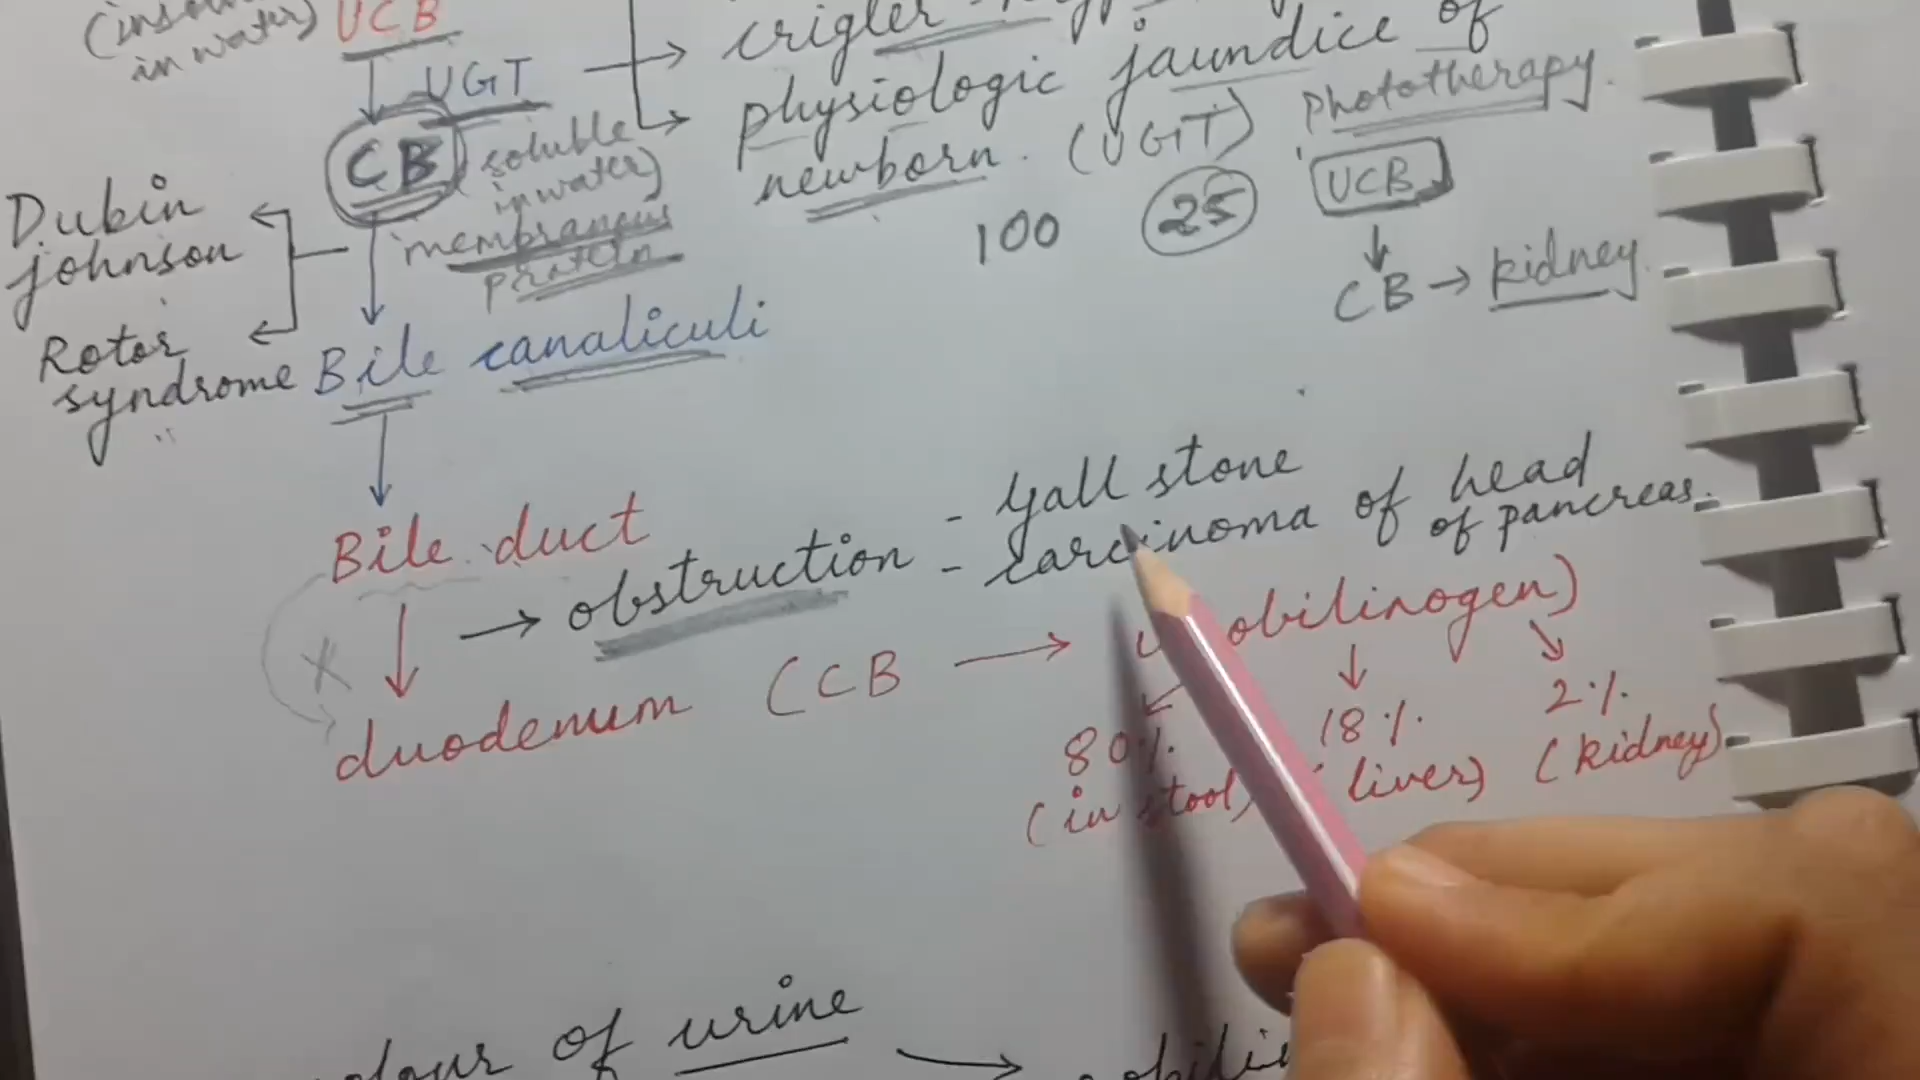 UCB
in water)
UGT
crigler
physiologic jaundice of
newborn. (UGT)
CB
(soluble
in water)
membranous
protein
Dubin
johnson
Rotor
syndrome
100
25
Phototherapy.
UCB
CB → kidney
Bile canaliculi
Bile duct
→ obstruction - Gall stone
- carcinoma of head
of pancreas.
duodenum (CB → obilinogen)
80%. 18%. 2%.
(in stool) (liver) (kidney)
of urine →